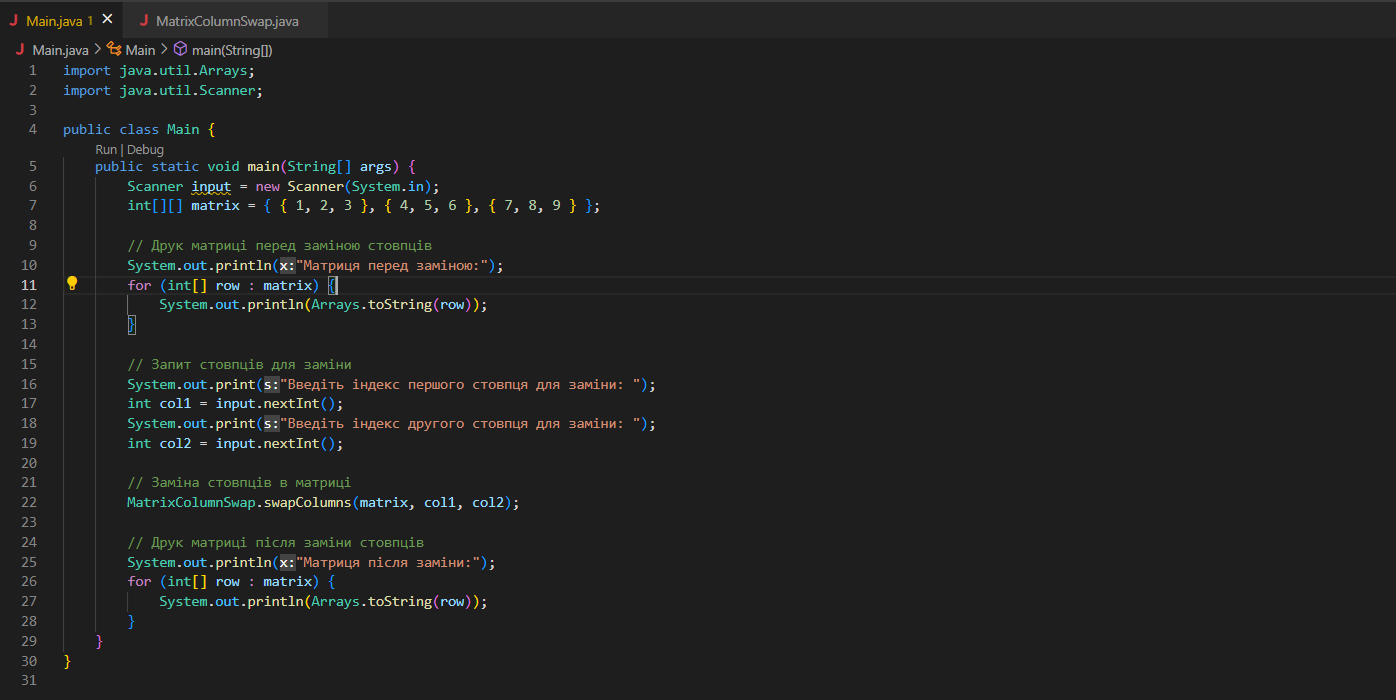 J Main.java 1 ✕ J MatrixColumnSwap.java
J Main.java > Main > main(String[])
1 import java.util.Arrays;
2 import java.util.Scanner;
3
4 public class Main {
Run | Debug
5 public static void main(String[] args) {
6 Scanner input = new Scanner(System.in);
7 int[][] matrix = { { 1, 2, 3 }, { 4, 5, 6 }, { 7, 8, 9 } };
8
9 // Друк матриці перед заміною стовпців
10 System.out.println(x:"Матриця перед заміною:");
11 for (int[] row : matrix) {
12 System.out.println(Arrays.toString(row));
13 }
14
15 // Запит стовпців для заміни
16 System.out.print(s:"Введіть індекс першого стовпця для заміни: ");
17 int col1 = input.nextInt();
18 System.out.print(s:"Введіть індекс другого стовпця для заміни: ");
19 int col2 = input.nextInt();
20
21 // Заміна стовпців в матриці
22 MatrixColumnSwap.swapColumns(matrix, col1, col2);
23
24 // Друк матриці після заміни стовпців
25 System.out.println(x:"Матриця після заміни:");
26 for (int[] row : matrix) {
27 System.out.println(Arrays.toString(row));
28 }
29 }
30 }
31